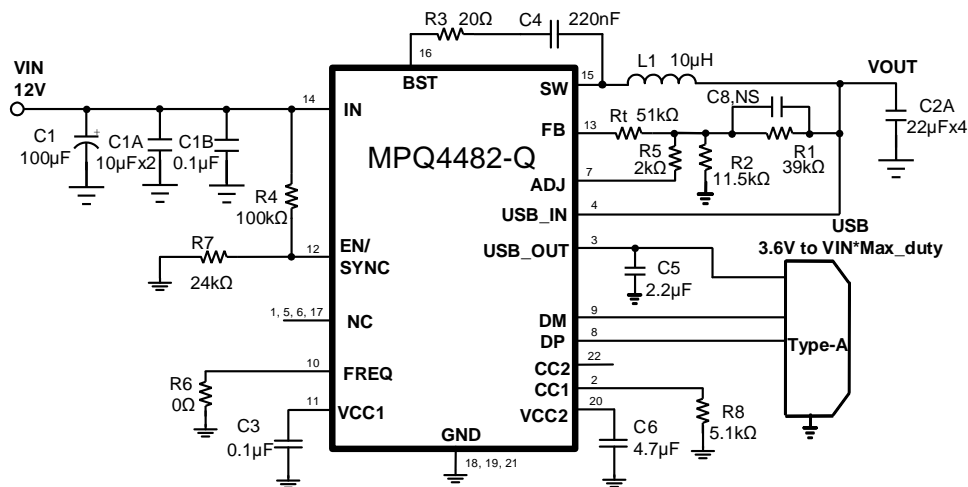 R3 20Ω C4 220nF
16
BST
VIN
12V
14 IN
C1
100µF
+
C1A
10µFx2
C1B
0.1µF
R4
100kΩ
R7
24kΩ
12 EN/
SYNC
1, 5, 6, 17 NC
10 FREQ
R6
0Ω
11 VCC1
C3
0.1µF
MPQ4482-Q
GND
18, 19, 21
SW 15
L1 10µH
VOUT
C2A
22µFx4
C8,NS
FB 13
Rt 51kΩ
R5
2kΩ
R2
11.5kΩ
R1
39kΩ
ADJ 7
USB_IN 4
USB_OUT 3
USB
3.6V to VIN*Max_duty
C5
2.2µF
DM 9
DP 8
Type-A
CC2 22
CC1 2
VCC2 20
R8
5.1kΩ
C6
4.7µF